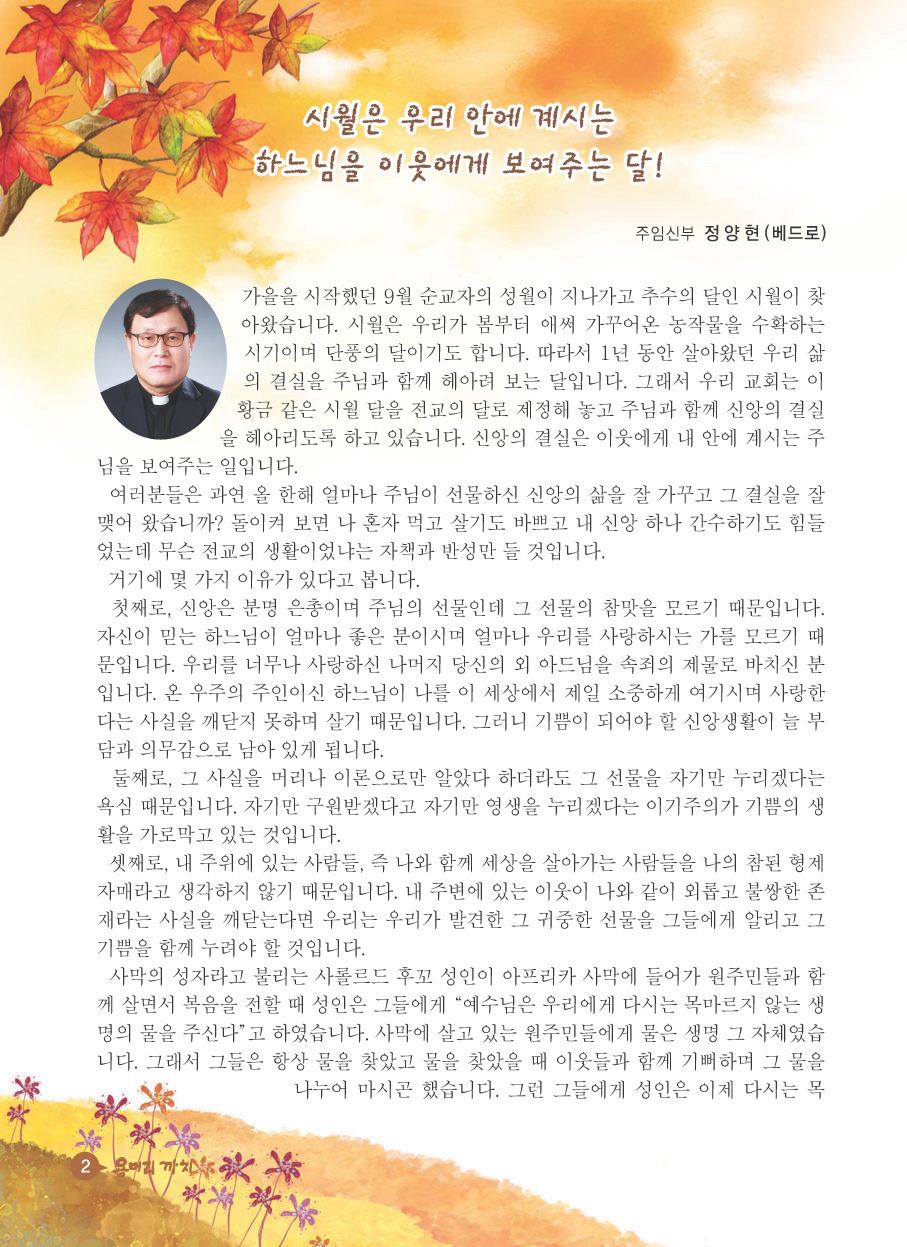 시월은 우리 안에 계시는
하느님을 이웃에게 보여주는 달!
주임신부 정양현(베드로)
가을을 시작했던 9월 순교자의 성월이 지나가고 추수의 달인 시월이 찾
아왔습니다. 시월은 우리가 봄부터 애써 가꾸어온 농작물을 수확하는
시기이며 단풍의 달이기도 합니다. 따라서 1년 동안 살아왔던 우리 삶
의 결실을 주님과 함께 헤아려 보는 달입니다. 그래서 우리 교회는 이
황금 같은 시월 달을 전교의 달로 제정해 놓고 주님과 함께 신앙의 결실
을 헤아리도록 하고 있습니다. 신앙의 결실은 이웃에게 내 안에 계시는 주
님을 보여주는 일입니다.
여러분들은 과연 올 한해 얼마나 주님이 선물하신 신앙의 삶을 잘 가꾸고 그 결실을 잘
맺어 왔습니까? 돌이켜 보면 나 혼자 먹고 살기도 바쁘고 내 신앙 하나 간수하기도 힘들
었는데 무슨 전교의 생활이었냐는 자책과 반성만 들 것입니다.
거기에 몇 가지 이유가 있다고 봅니다.
첫째로, 신앙은 분명 은총이며 주님의 선물인데 그 선물의 참맛을 모르기 때문입니다.
자신이 믿는 하느님이 얼마나 좋은 분이시며 얼마나 우리를 사랑하시는 가를 모르기 때
문입니다. 우리를 너무나 사랑하신 나머지 당신의 외 아드님을 속죄의 제물로 바치신 분
입니다. 온 우주의 주인이신 하느님이 나를 이 세상에서 제일 소중하게 여기시며 사랑한
다는 사실을 깨닫지 못하며 살기 때문입니다. 그러니 기쁨이 되어야 할 신앙생활이 늘 부
담과 의무감으로 남아 있게 됩니다.
둘째로, 그 사실을 머리나 이론으로만 알았다 하더라도 그 선물을 자기만 누리겠다는
욕심 때문입니다. 자기만 구원받겠다고 자기만 영생을 누리겠다는 이기주의가 기쁨의 생
활을 가로막고 있는 것입니다.
셋째로, 내 주위에 있는 사람들, 즉 나와 함께 세상을 살아가는 사람들을 나의 참된 형제
자매라고 생각하지 않기 때문입니다. 내 주변에 있는 이웃이 나와 같이 외롭고 불쌍한 존
재라는 사실을 깨닫는다면 우리는 우리가 발견한 그 귀중한 선물을 그들에게 알리고 그
기쁨을 함께 누려야 할 것입니다.
사막의 성자라고 불리는 사롤르드 후꼬 성인이 아프리카 사막에 들어가 원주민들과 함
께 살면서 복음을 전할 때 성인은 그들에게 “예수님은 우리에게 다시는 목마르지 않는 생
명의 물을 주신다”고 하였습니다. 사막에 살고 있는 원주민들에게 물은 생명 그 자체였습
니다. 그래서 그들은 항상 물을 찾았고 물을 찾았을 때 이웃들과 함께 기뻐하며 그 물을
나누어 마시곤 했습니다. 그런 그들에게 성인은 이제 다시는 목
2 용머리 까치